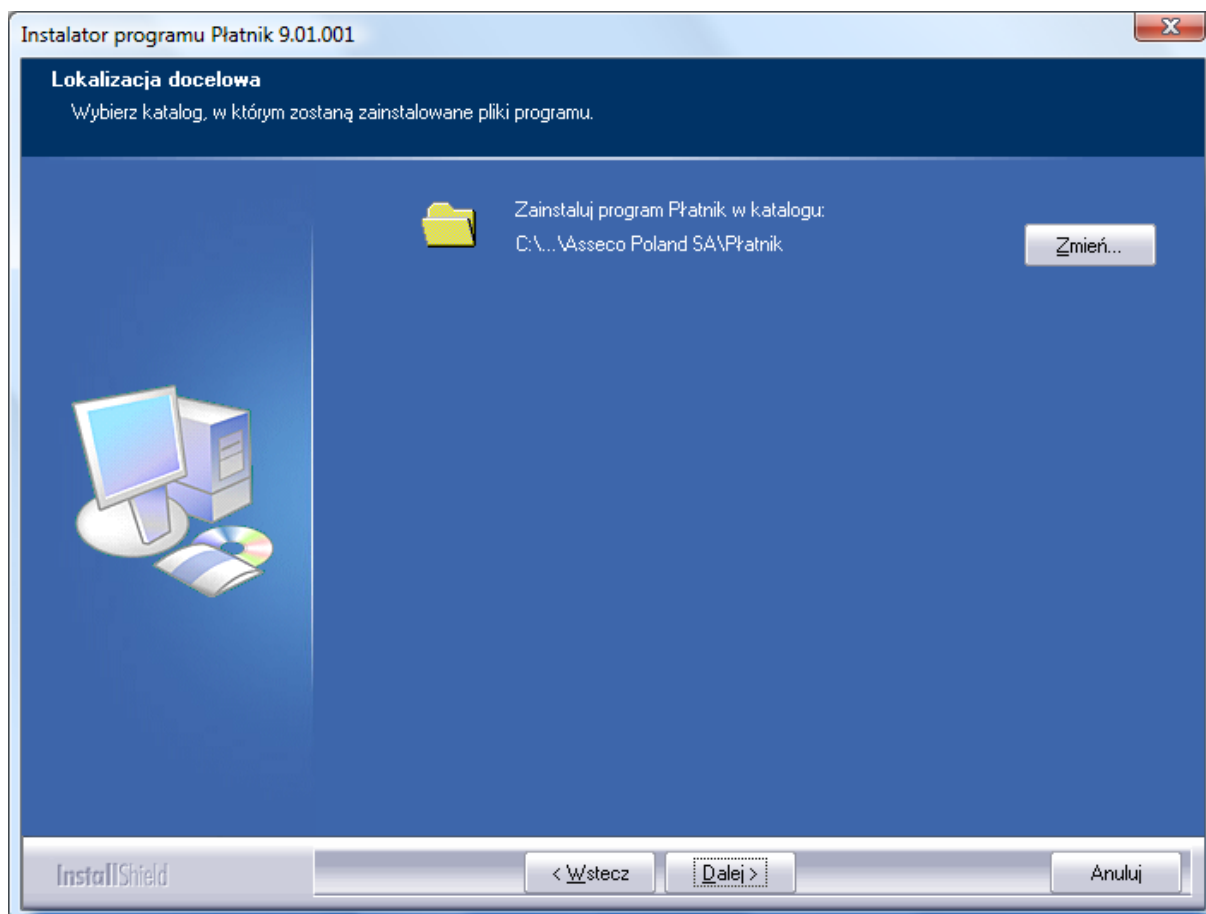 Instalator programu Płatnik 9.01.001
Lokalizacja docelowa
Wybierz katalog, w którym zostaną zainstalowane pliki programu.
Zainstaluj program Płatnik w katalogu:
C:\...\Asseco Poland SA\Płatnik
Zmień...
InstallShield
< Wstecz
Dalej >
Anuluj